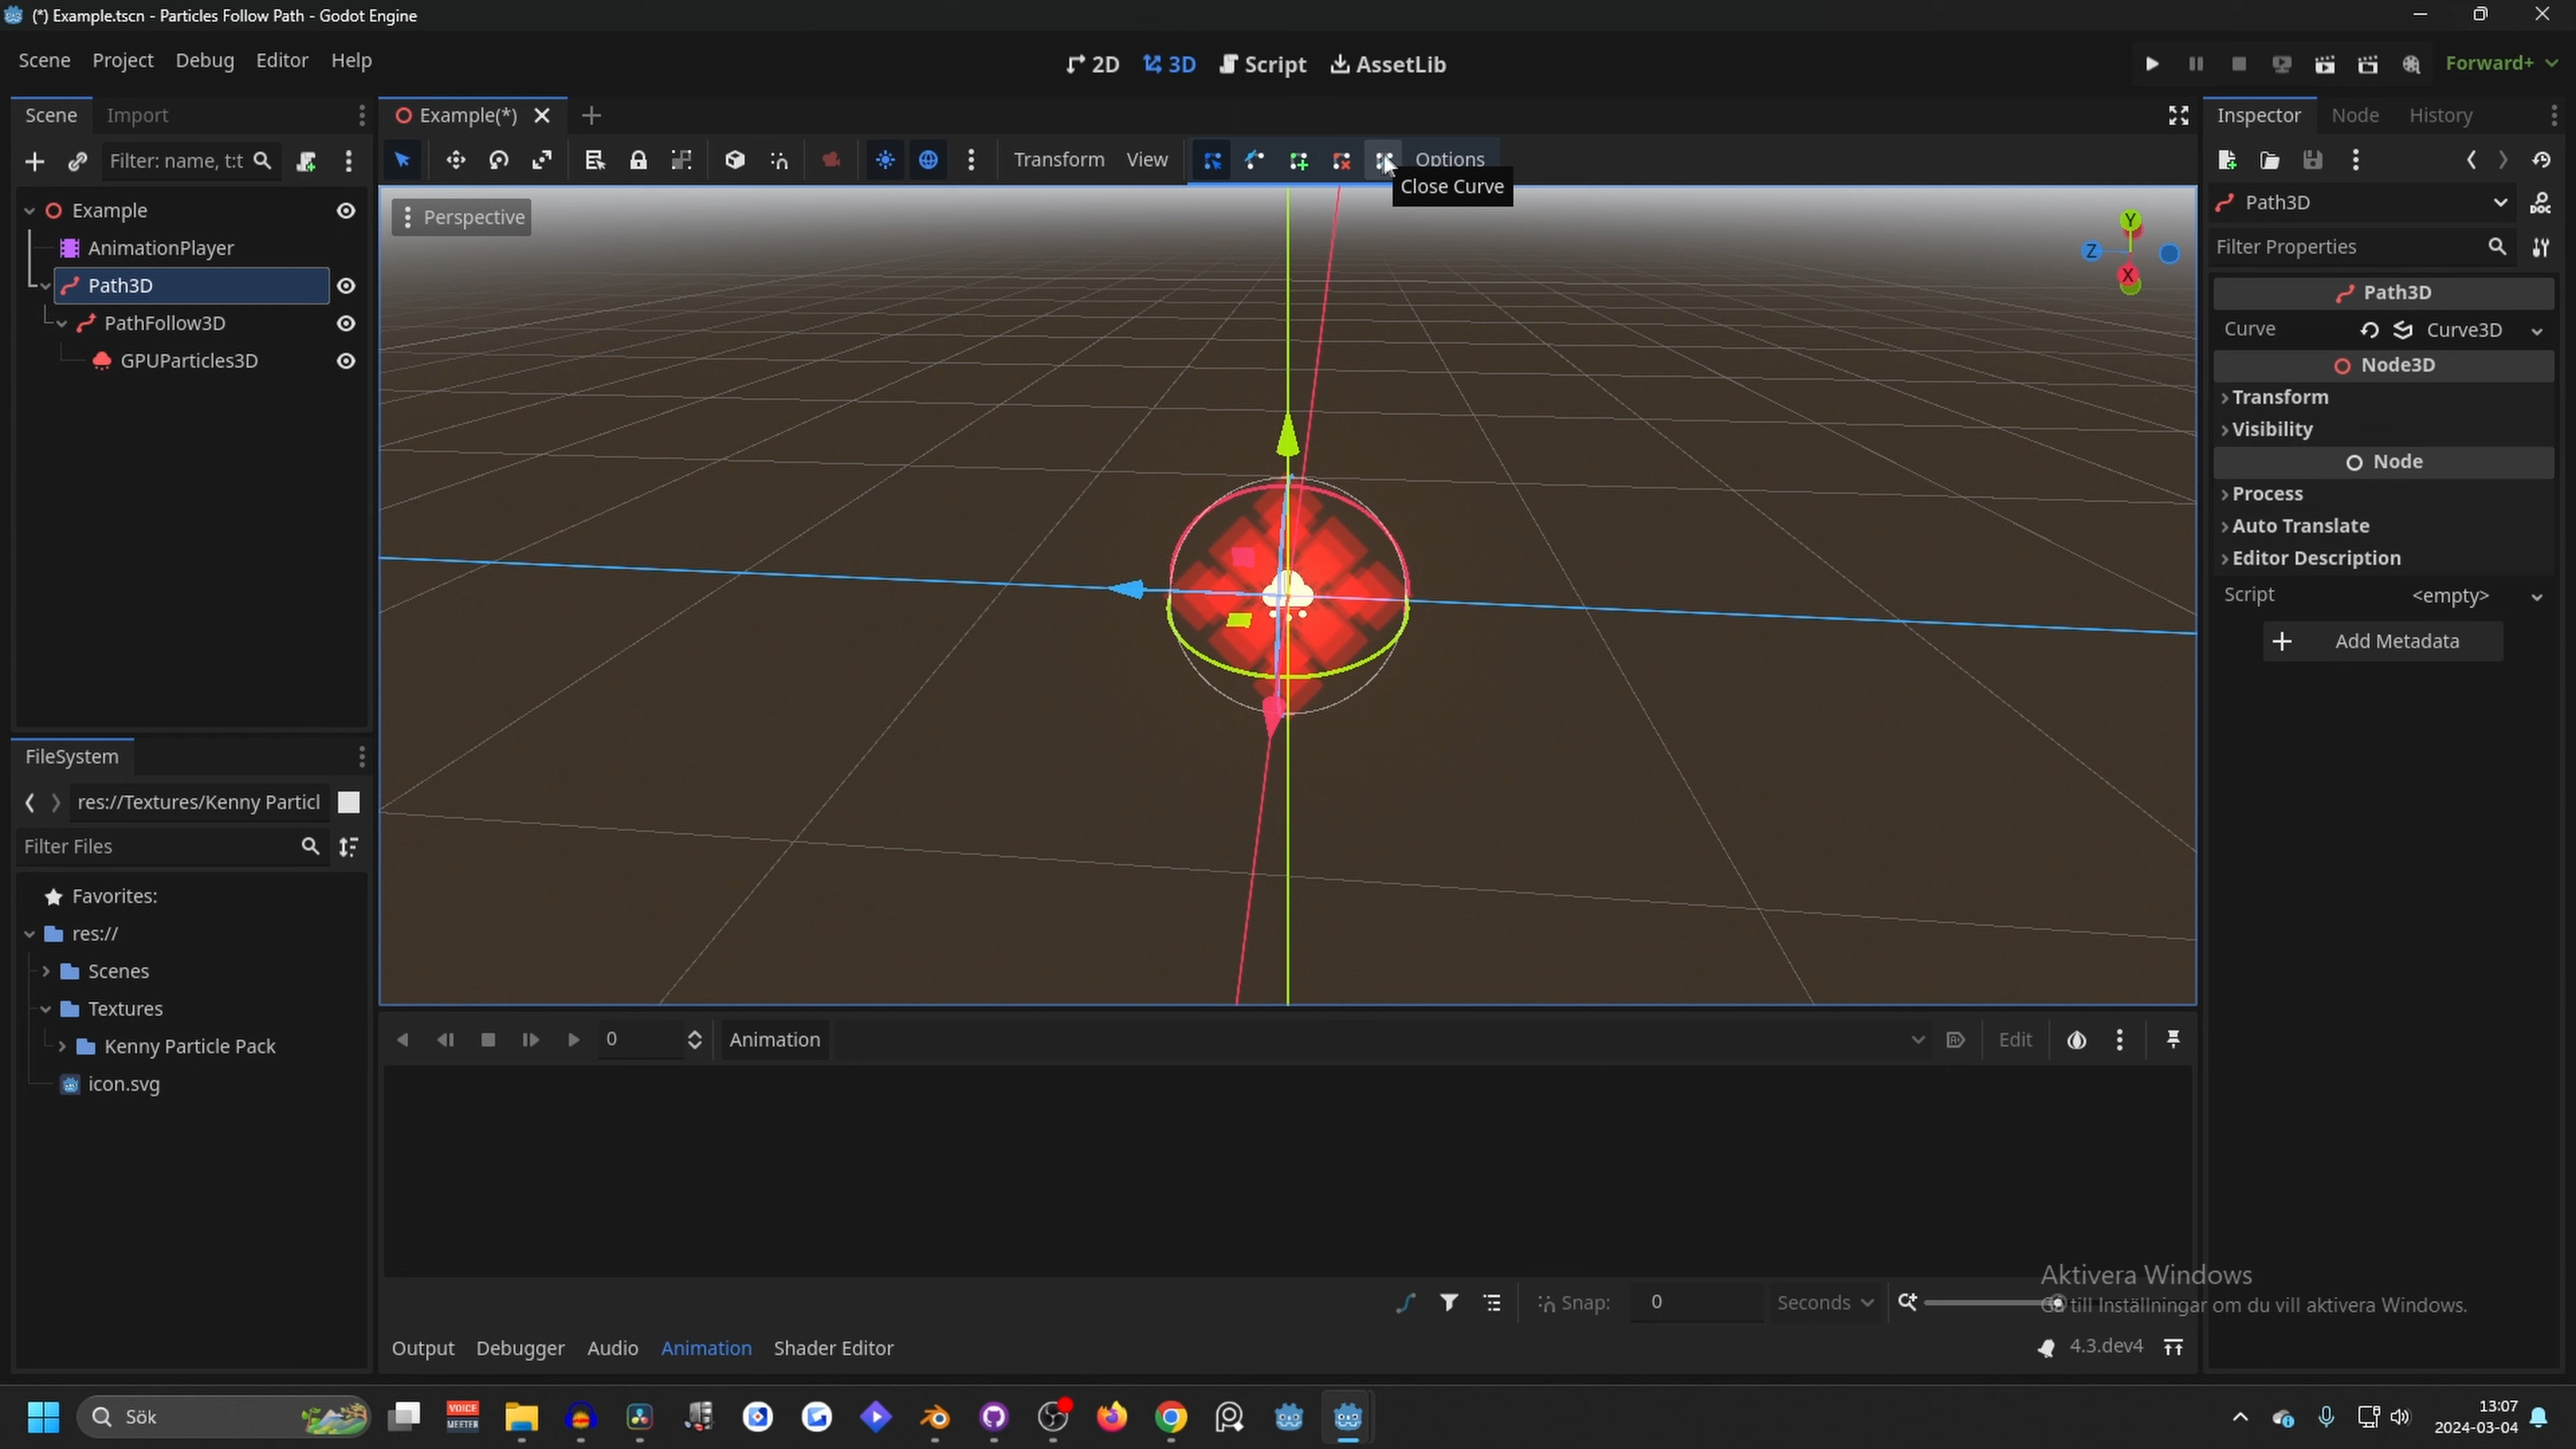 (*) Example.tscn - Particles Follow Path - Godot Engine
Scene Project Debug Editor Help
2D 3D Script AssetLib
Forward+
Scene Import
Example(*)
Inspector Node History
Filter: name, t:t
Transform View Options
Close Curve
Perspective
Y
Z
X
Example
AnimationPlayer
Path3D
PathFollow3D
GPUParticles3D
Path3D
DOC
Filter Properties
Path3D
Curve Curve3D
Node3D
Transform
Visibility
Node
Process
Auto Translate
Editor Description
Script <empty>
Add Metadata
FileSystem
res://Textures/Kenny Particl
Filter Files
Favorites:
res://
Scenes
Textures
Kenny Particle Pack
icon.svg
0 Animation Edit
Snap: 0 Seconds
Aktivera Windows
Gå till Inställningar om du vill aktivera Windows.
Output Debugger Audio Animation Shader Editor
4.3.dev4
Sök
VOICE
MEETER
13:07
2024-03-04